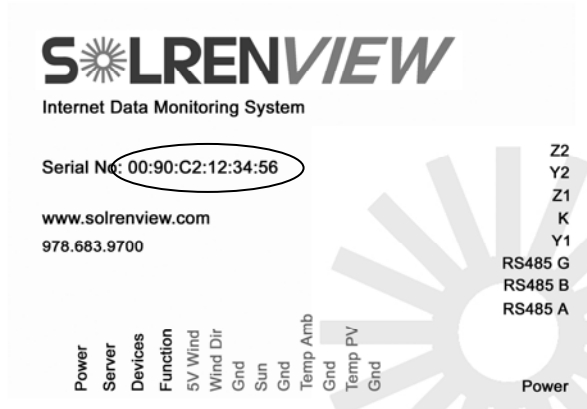 SOLRENVIEW
Internet Data Monitoring System
Serial No: 00:90:C2:12:34:56
www.solrenview.com
978.683.9700
Z2
Y2
Z1
K
Y1
RS485 G
RS485 B
RS485 A
Power
Server
Devices
Function
5V Wind
Wind Dir
Gnd
Sun
Gnd
Temp Amb
Gnd
Temp PV
Gnd
Power